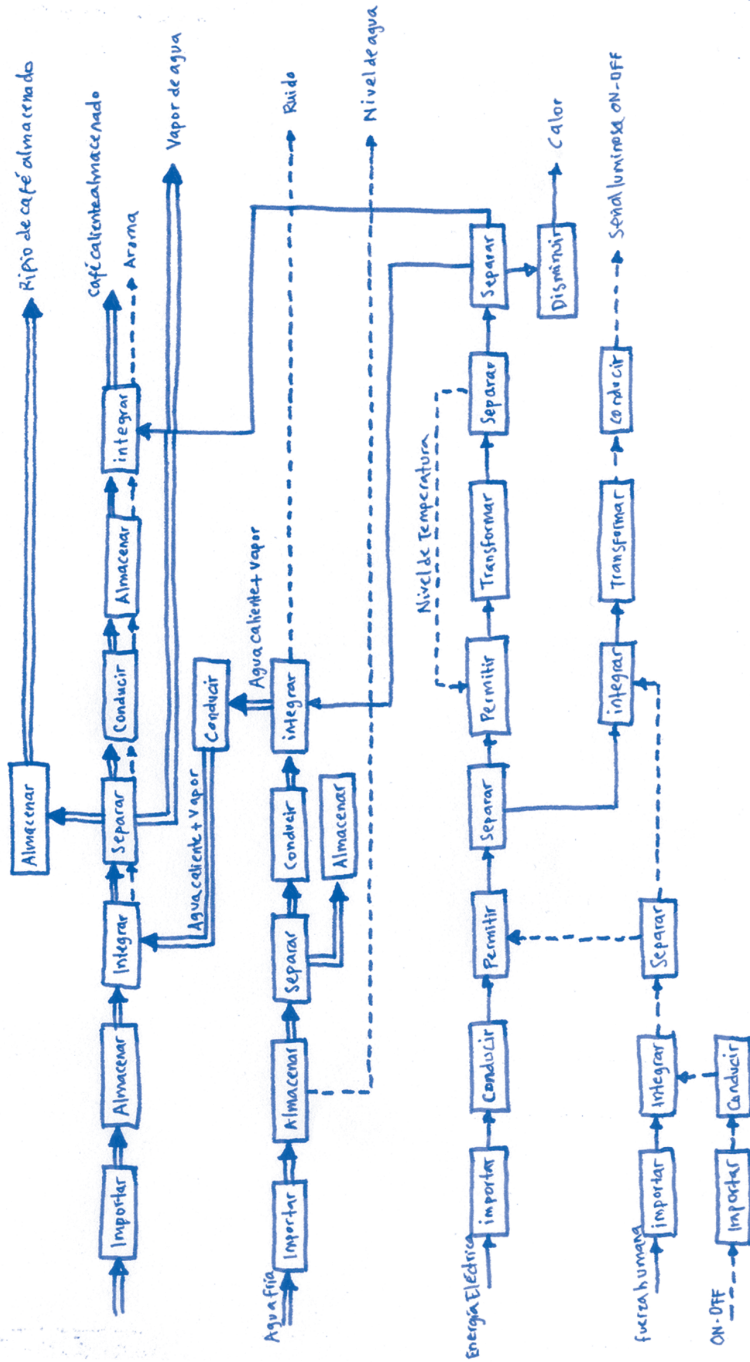 Ripio de café almacenado
Almacenar
Importar
Almacenar
Integrar
Separar
Conducir
Almacenar
integrar
Café caliente almacenado
Aroma
Vapor de agua
Agua caliente + Vapor
Conducir
Agua caliente + Vapor
Agua fría
Importar
Almacenar
Separar
Conducir
integrar
Ruido
Almacenar
Nivel de agua
Nivel de Temperatura
Energía Eléctrica
importar
Conducir
Permitir
Separar
Permitir
Transformar
Separar
Separar
Disminuir
Calor
fuerza humana
importar
Integrar
Separar
integrar
Transformar
conducir
Señal luminosa ON-OFF
ON-OFF
Importar
Conducir